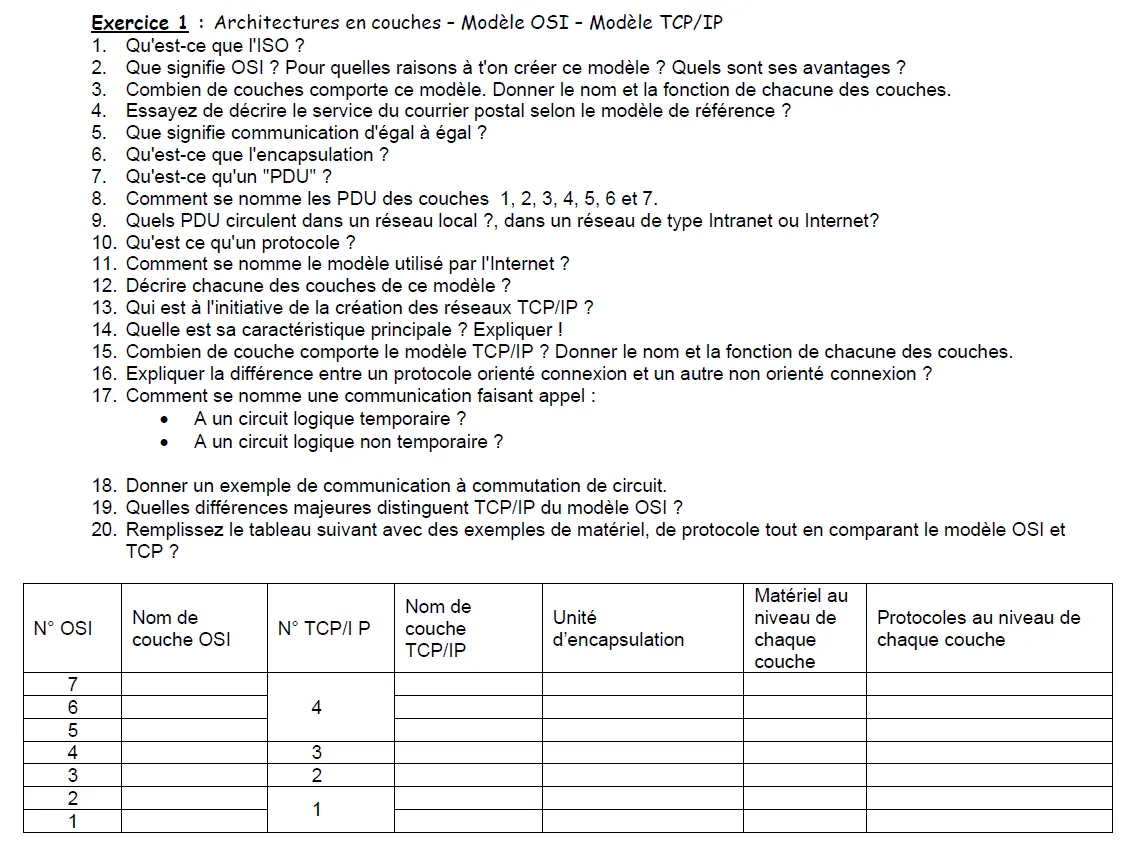 Exercice 1 : Architectures en couches – Modèle OSI – Modèle TCP/IP
1. Qu'est-ce que l'ISO ?
2. Que signifie OSI ? Pour quelles raisons à t'on créer ce modèle ? Quels sont ses avantages ?
3. Combien de couches comporte ce modèle. Donner le nom et la fonction de chacune des couches.
4. Essayez de décrire le service du courrier postal selon le modèle de référence ?
5. Que signifie communication d'égal à égal ?
6. Qu'est-ce que l'encapsulation ?
7. Qu'est-ce qu'un "PDU" ?
8. Comment se nomme les PDU des couches 1, 2, 3, 4, 5, 6 et 7.
9. Quels PDU circulent dans un réseau local ?, dans un réseau de type Intranet ou Internet?
10. Qu'est ce qu'un protocole ?
11. Comment se nomme le modèle utilisé par l'Internet ?
12. Décrire chacune des couches de ce modèle ?
13. Qui est à l'initiative de la création des réseaux TCP/IP ?
14. Quelle est sa caractéristique principale ? Expliquer !
15. Combien de couche comporte le modèle TCP/IP ? Donner le nom et la fonction de chacune des couches.
16. Expliquer la différence entre un protocole orienté connexion et un autre non orienté connexion ?
17. Comment se nomme une communication faisant appel :
• A un circuit logique temporaire ?
• A un circuit logique non temporaire ?
18. Donner un exemple de communication à commutation de circuit.
19. Quelles différences majeures distinguent TCP/IP du modèle OSI ?
20. Remplissez le tableau suivant avec des exemples de matériel, de protocole tout en comparant le modèle OSI et
TCP ?
N° OSI
Nom de
couche OSI
N° TCP/I P
Nom de
couche
TCP/IP
Unité
d'encapsulation
Matériel au
niveau de
chaque
couche
Protocoles au niveau de
chaque couche
7
6
4
5
4
3
3
2
2
1
1